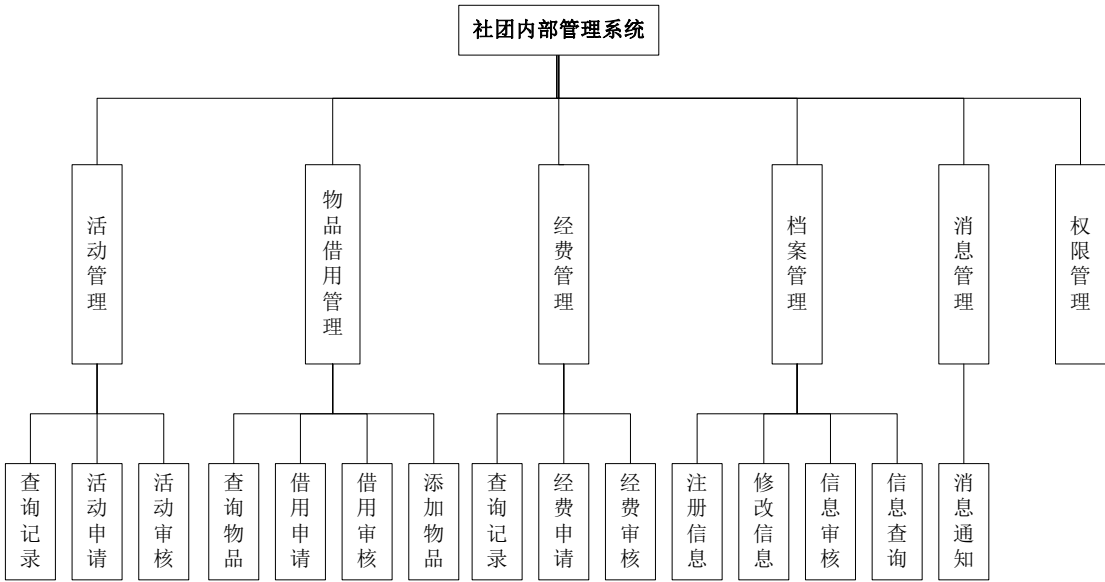 社团内部管理系统
活动管理
物品借用管理
经费管理
档案管理
消息管理
权限管理
查询记录
活动申请
活动审核
查询物品
借用申请
借用审核
添加物品
查询记录
经费申请
经费审核
注册信息
修改信息
信息审核
信息查询
消息通知